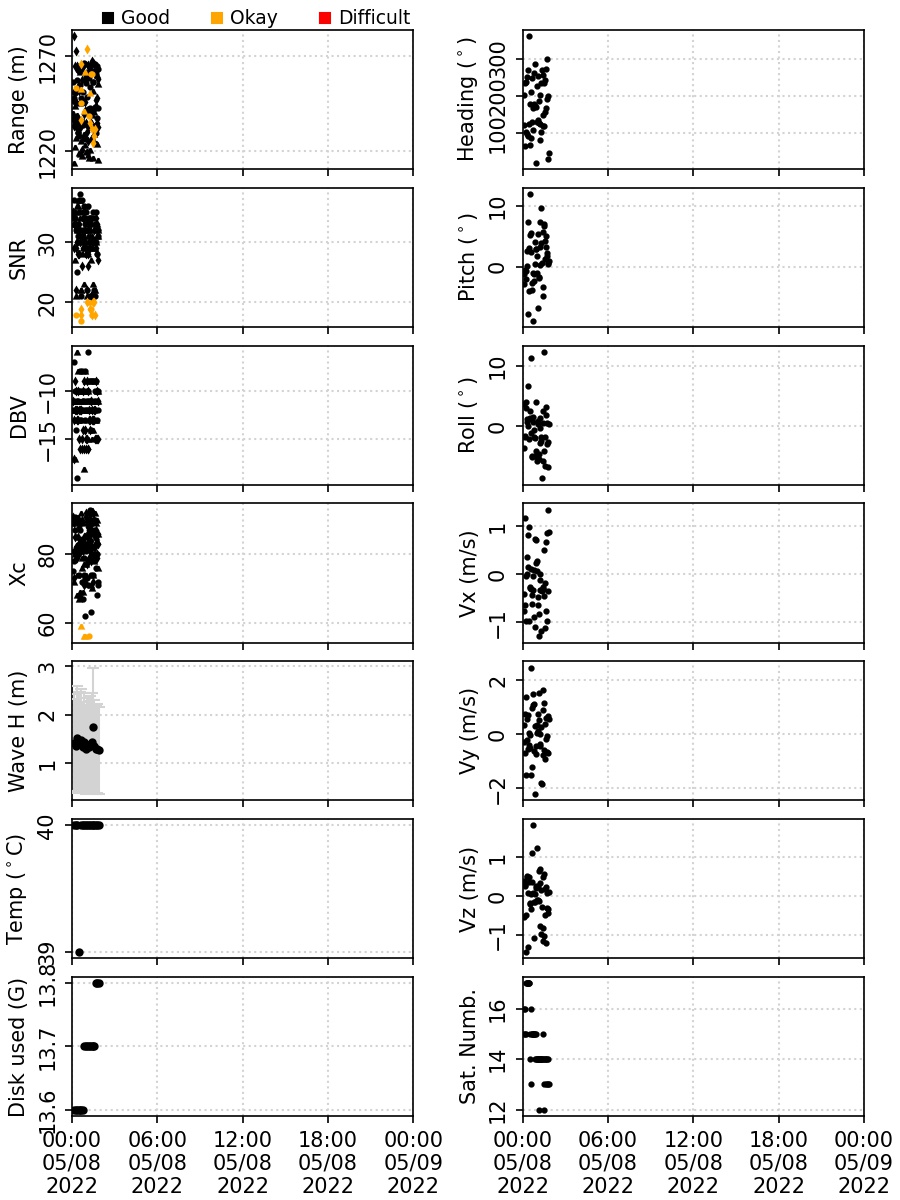 Good Okay Difficult
Range (m)
1270
1220
Heading (°)
300
200
100
SNR
30
20
Pitch (°)
10
0
DBV
−10
−15
Roll (°)
10
0
Xc
80
60
Vx (m/s)
1
0
−1
Wave H (m)
3
2
1
Vy (m/s)
2
0
−2
Temp (°C)
40
39
Vz (m/s)
1
0
−1
Disk used (G)
13.8
13.7
13.6
Sat. Numb.
16
14
12
00:00 06:00 12:00 18:00 00:00
05/08 05/08 05/08 05/08 05/09
2022 2022 2022 2022 2022
00:00 06:00 12:00 18:00 00:00
05/08 05/08 05/08 05/08 05/09
2022 2022 2022 2022 2022